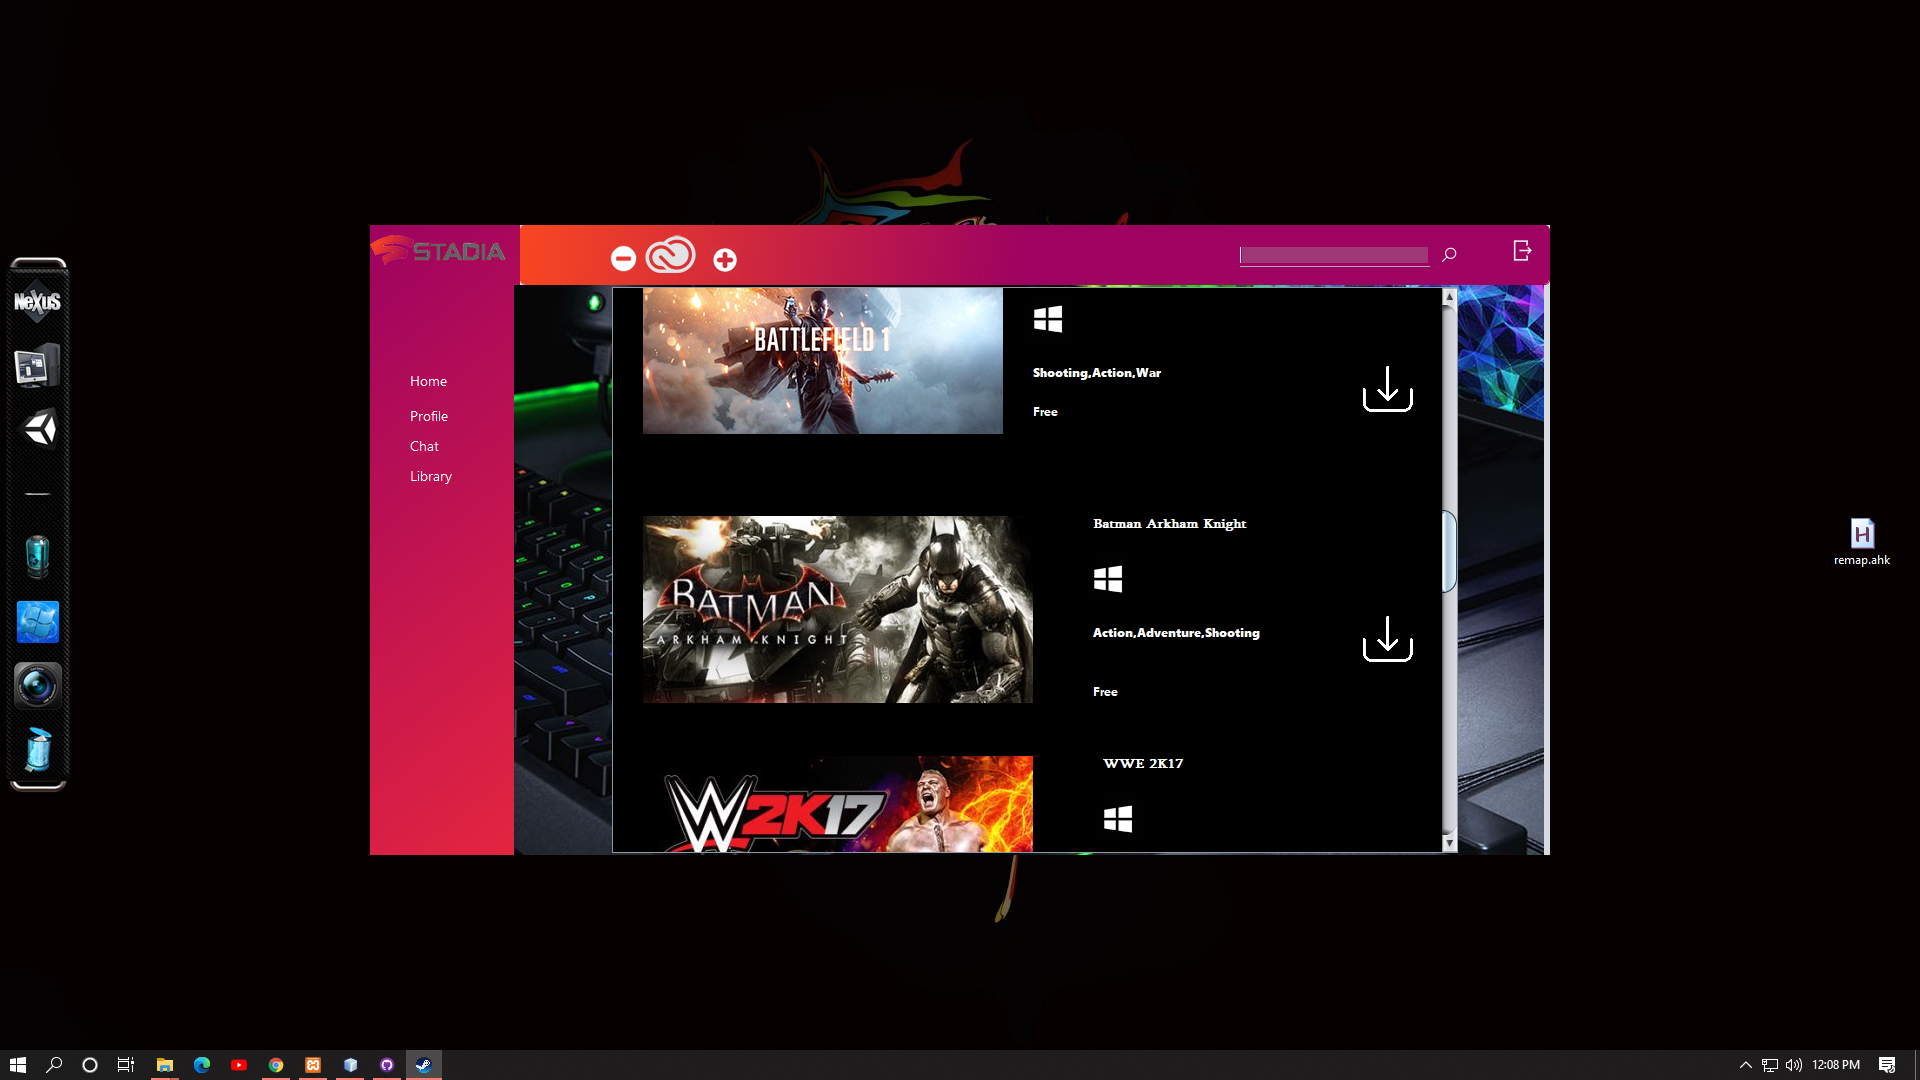 STADIA
NeXuS
Home
Profile
Chat
Library
BATTLEFIELD 1
Shooting,Action,War
Free
Batman Arkham Knight
BATMAN
ARKHAM KNIGHT
Action,Adventure,Shooting
Free
WWE 2K17
W 2K17
remap.ahk
12:08 PM